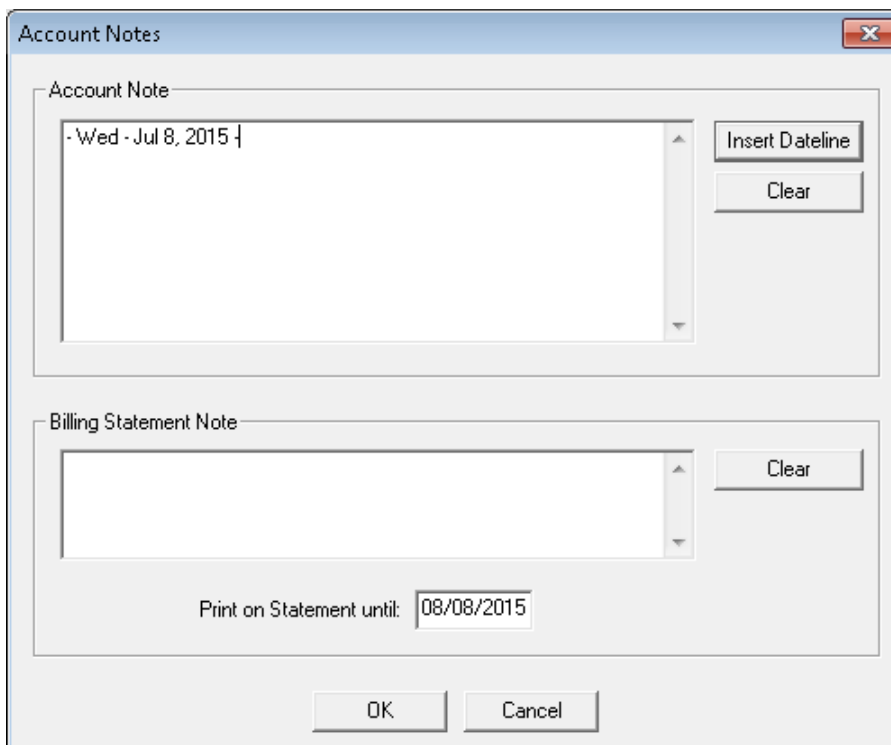 Account Notes
Account Note
- Wed - Jul 8, 2015 -
Insert Dateline
Clear
Billing Statement Note
Clear
Print on Statement until: 08/08/2015
OK Cancel